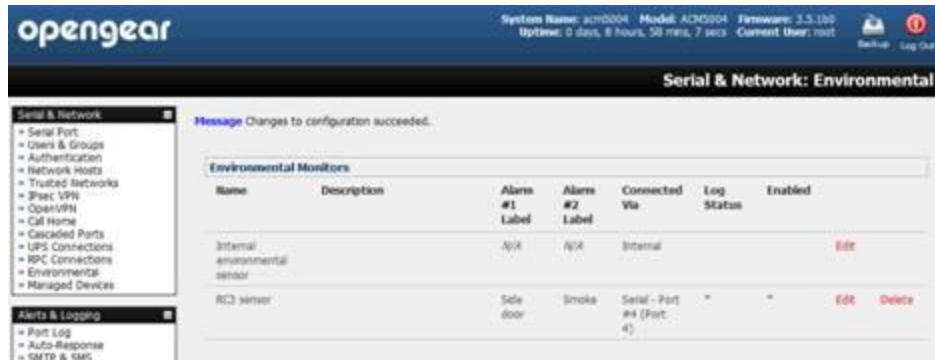 opengear
System Name: acm5004 Model: ACM5004 Firmware: 3.5.1b0
Uptime: 0 days, 8 hours, 58 mins, 7 secs Current User: root
Backup Log Out
Serial & Network: Environmental
Serial & Network
Serial Port
Users & Groups
Authentication
Network Hosts
Trusted Networks
IPsec VPN
OpenVPN
Call Home
Cascaded Ports
UPS Connections
RPC Connections
Environmental
Managed Devices
Alerts & Logging
Port Log
Auto-Response
SMTP & SMS
Message Changes to configuration succeeded.
Environmental Monitors
Name Description Alarm #1 Label Alarm #2 Label Connected Via Log Status Enabled
Internal environmental sensor N/A N/A Internal Edit
RC3 sensor Side door Smoke Serial - Port #4 (Port 4) * * Edit Delete